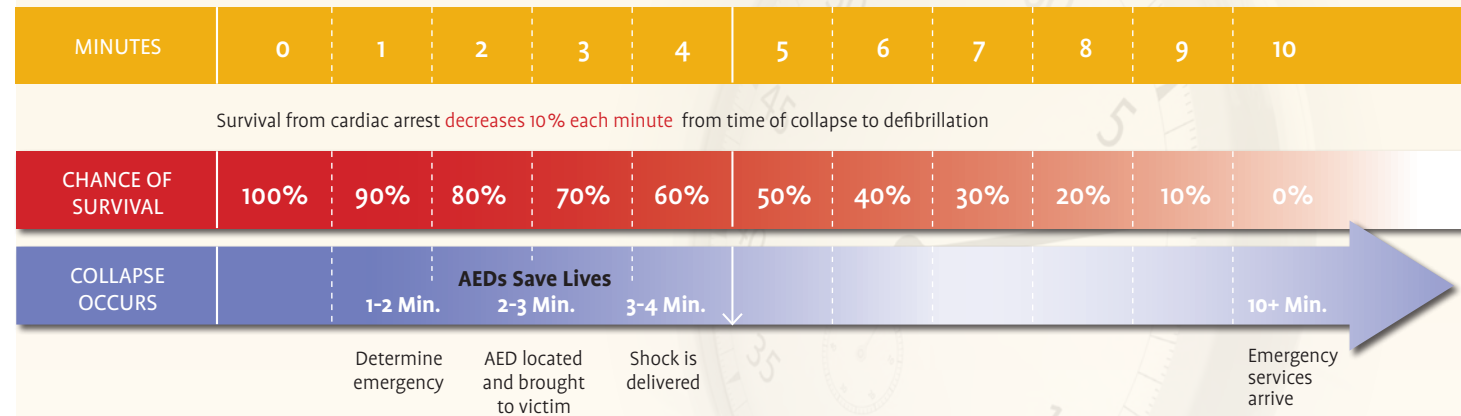 MINUTES 0 1 2 3 4 5 6 7 8 9 10
Survival from cardiac arrest decreases 10% each minute from time of collapse to defibrillation
CHANCE OF
SURVIVAL
100% 90% 80% 70% 60% 50% 40% 30% 20% 10% 0%
COLLAPSE
OCCURS
AEDs Save Lives
1-2 Min. 2-3 Min. 3-4 Min. 10+ Min.
Determine
emergency
AED located
and brought
to victim
Shock is
delivered
Emergency
services
arrive
45
5
35